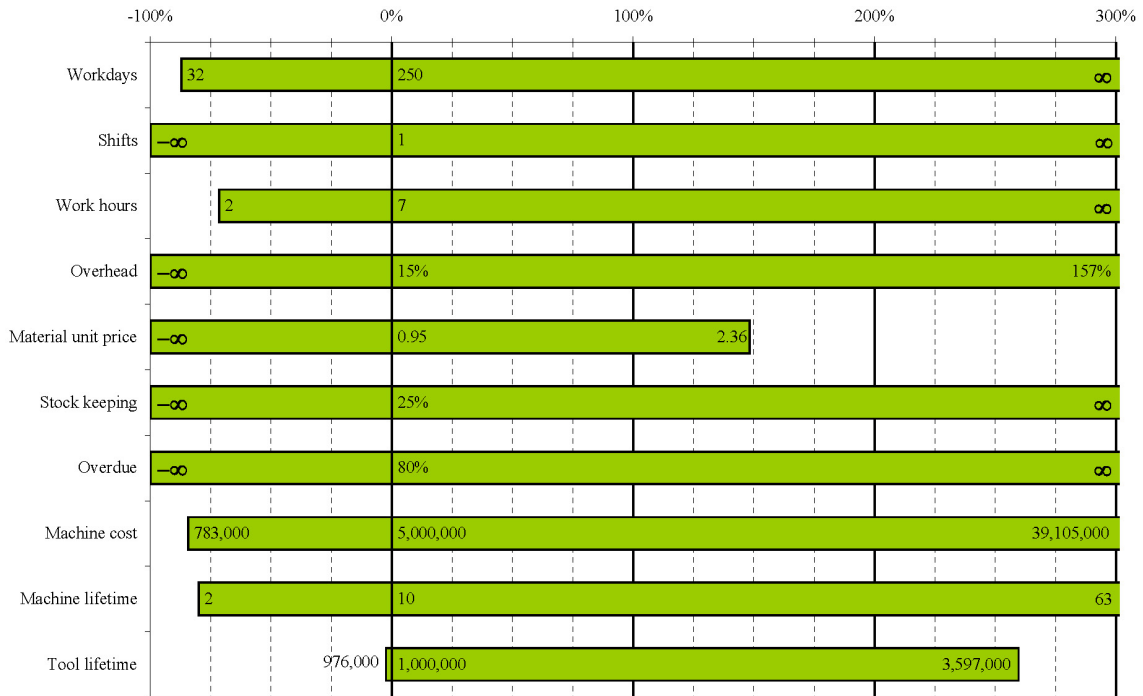 -100% 0% 100% 200% 300%
Workdays 32 250 ∞
Shifts −∞ 1 ∞
Work hours 2 7 ∞
Overhead −∞ 15% 157%
Material unit price −∞ 0.95 2.36
Stock keeping −∞ 25% ∞
Overdue −∞ 80% ∞
Machine cost 783,000 5,000,000 39,105,000
Machine lifetime 2 10 63
Tool lifetime 976,000 1,000,000 3,597,000